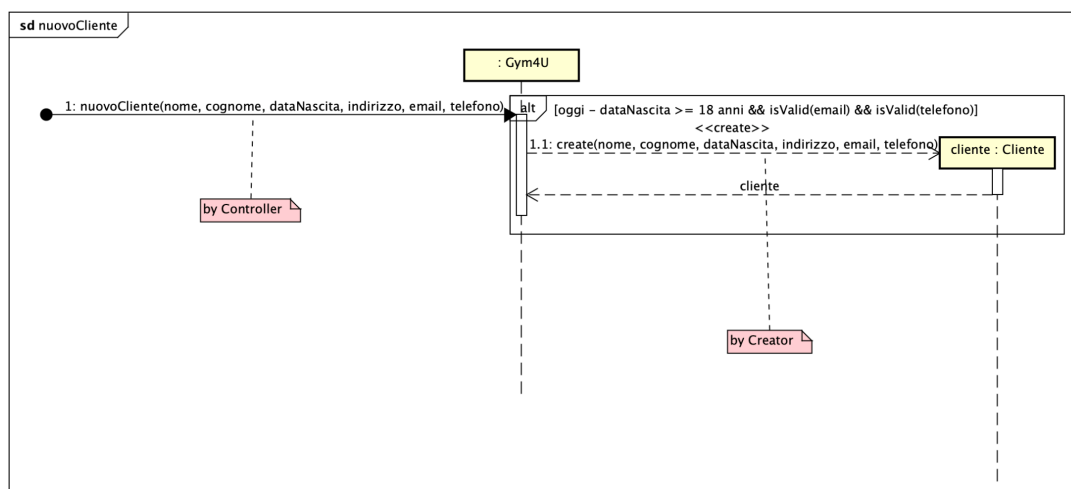 sd nuovoCliente
: Gym4U
1: nuovoCliente(nome, cognome, dataNascita, indirizzo, email, telefono)
alt
[oggi - dataNascita >= 18 anni && isValid(email) && isValid(telefono)]
<<create>>
1.1: create(nome, cognome, dataNascita, indirizzo, email, telefono)
cliente : Cliente
cliente
by Controller
by Creator